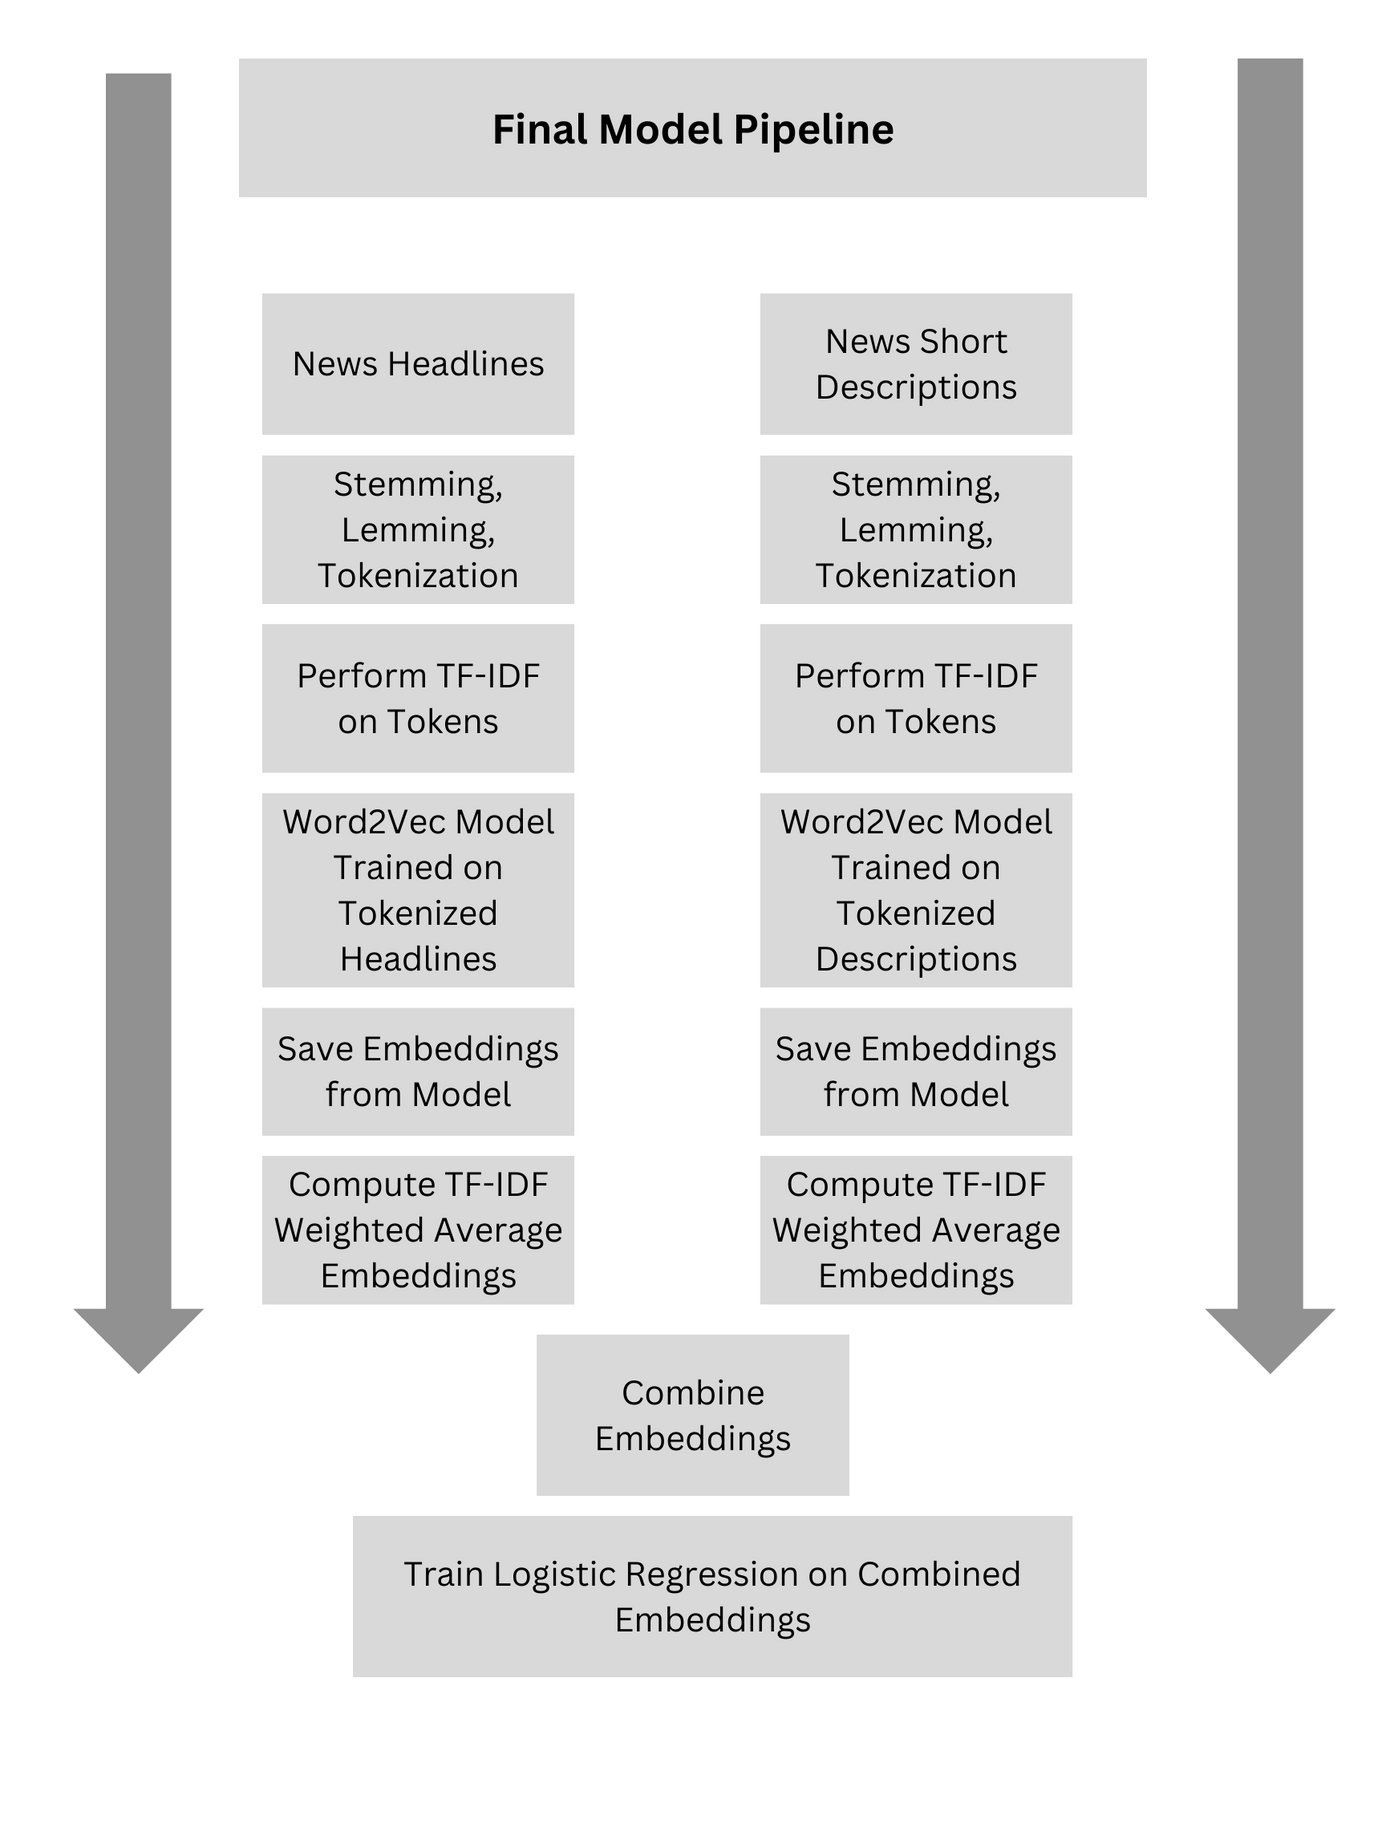 Final Model Pipeline
News Headlines
Stemming,
Lemming,
Tokenization
Perform TF-IDF
on Tokens
Word2Vec Model
Trained on
Tokenized
Headlines
Save Embeddings
from Model
Compute TF-IDF
Weighted Average
Embeddings
News Short
Descriptions
Stemming,
Lemming,
Tokenization
Perform TF-IDF
on Tokens
Word2Vec Model
Trained on
Tokenized
Descriptions
Save Embeddings
from Model
Compute TF-IDF
Weighted Average
Embeddings
Combine
Embeddings
Train Logistic Regression on Combined
Embeddings